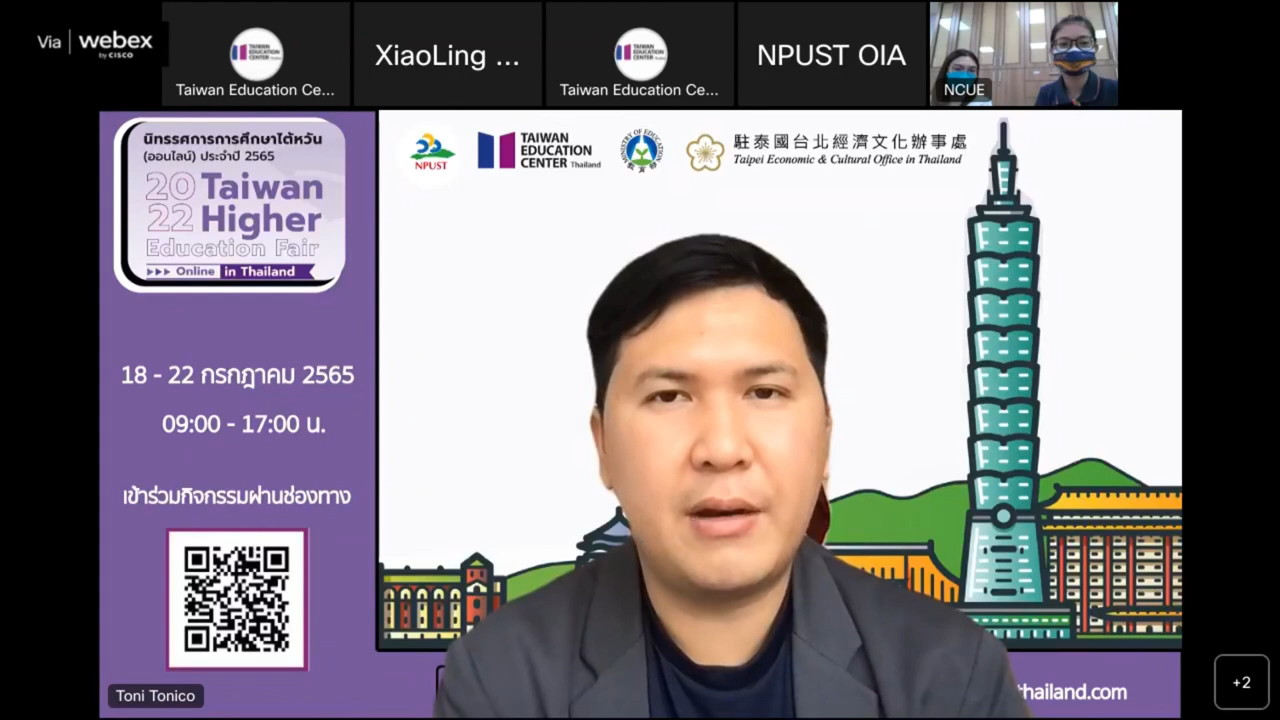 Via webex
by CISCO
Taiwan Education Ce...
XiaoLing ...
Taiwan Education Ce...
NPUST OIA
NCUE
นิทรรศการการศึกษาไต้หวัน
(ออนไลน์) ประจำปี 2565
2022 Taiwan
Higher
Education Fair
Online in Thailand
18 - 22 กรกฎาคม 2565
09:00 - 17:00 น.
เข้าร่วมกิจกรรมผ่านช่องทาง
Toni Tonico
NPUST
TAIWAN
EDUCATION
CENTER Thailand
MINISTRY OF EDUCATION
駐泰國台北經濟文化辦事處
Taipei Economic & Cultural Office in Thailand
thailand.com
+2